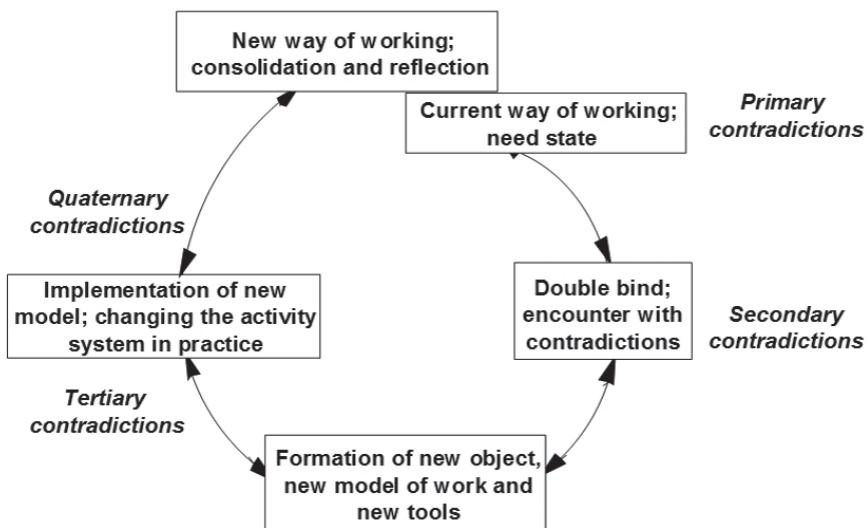 New way of working;
consolidation and reflection
Current way of working;
need state
Primary
contradictions
Quaternary
contradictions
Implementation of new
model; changing the activity
system in practice
Double bind;
encounter with
contradictions
Secondary
contradictions
Tertiary
contradictions
Formation of new object,
new model of work and
new tools